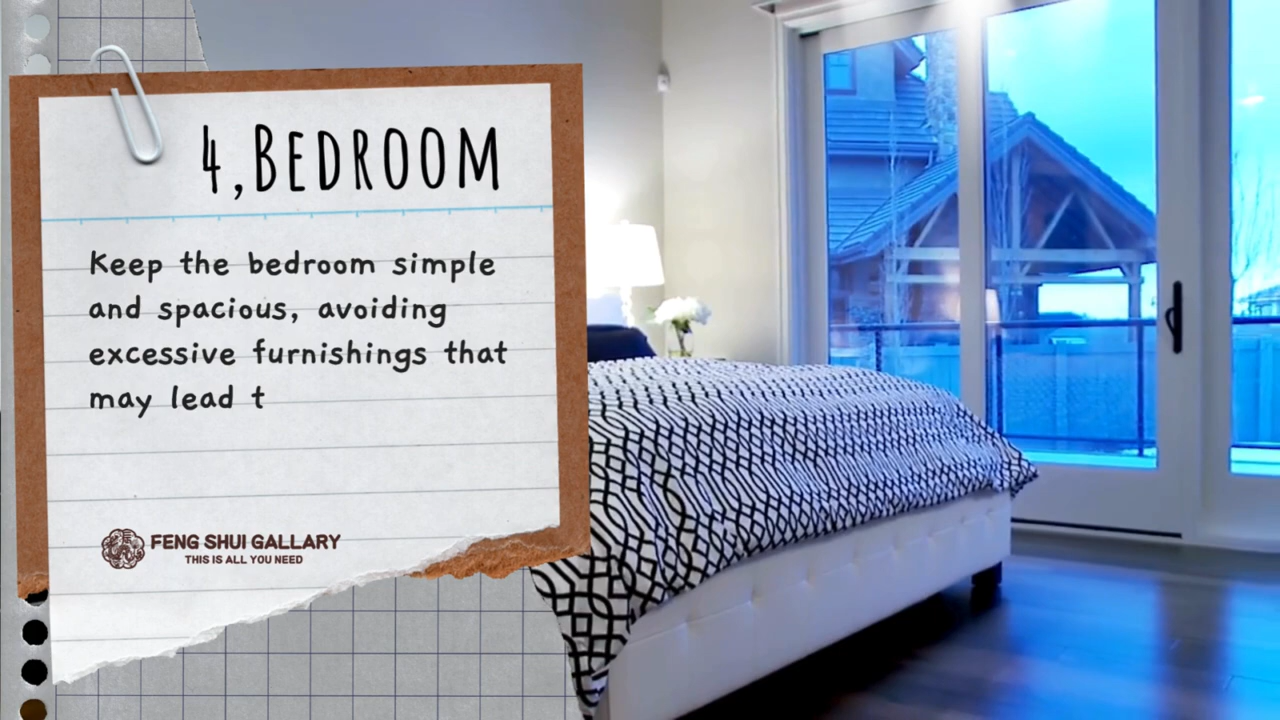 4,BEDROOM
Keep the bedroom simple
and spacious, avoiding
excessive furnishings that
may lead t
FENG SHUI GALLARY
THIS IS ALL YOU NEED